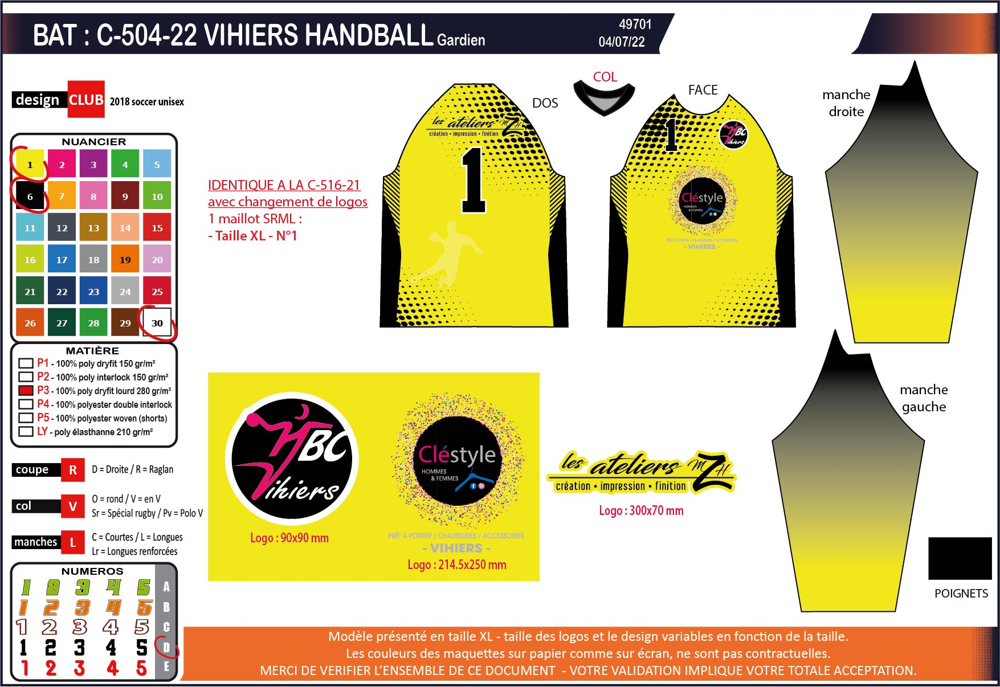 BAT : C-504-22 VIHIERS HANDBALL Gardien
49701
04/07/22
design CLUB 2018 soccer unisex
NUANCIER
1 2 3 4 5
6 7 8 9 10
11 12 13 14 15
16 17 18 19 20
21 22 23 24 25
26 27 28 29 30
MATIÈRE
P1 - 100% poly dryfit 150 gr/m²
P2 - 100% poly interlock 150 gr/m²
P3 - 100% poly dryfit lourd 280 gr/m²
P4 - 100% polyester double interlock
P5 - 100% polyester woven (shorts)
LY - poly élasthanne 210 gr/m²
coupe R D = Droite / R = Raglan
col V O = rond / V = en V
Sr = Spécial rugby / Pv = Polo V
manches L C = Courtes / L = Longues
Lr = Longues renforcées
NUMEROS
1 2 3 4 5 A
1 2 3 4 5 B
1 2 3 4 5 C
1 2 3 4 5 D
1 2 3 4 5 E
IDENTIQUE A LA C-516-21
avec changement de logos
1 maillot SRML :
- Taille XL - N°1
DOS
les ateliers MZH
création • impression • finition
1
COL
FACE
1
HBC
Vihiers
Cléstyle
HOMMES
& FEMMES
PRÊT À PORTER / CHAUSSURES / ACCESSOIRES
- VIHIERS -
manche
droite
manche
gauche
POIGNETS
HBC
Vihiers
Logo : 90x90 mm
Cléstyle
HOMMES
& FEMMES
PRÊT À PORTER / CHAUSSURES / ACCESSOIRES
- VIHIERS -
Logo : 214.5x250 mm
les ateliers MZH
création • impression • finition
Logo : 300x70 mm
Modèle présenté en taille XL - taille des logos et le design variables en fonction de la taille.
Les couleurs des maquettes sur papier comme sur écran, ne sont pas contractuelles.
MERCI DE VERIFIER L'ENSEMBLE DE CE DOCUMENT - VOTRE VALIDATION IMPLIQUE VOTRE TOTALE ACCEPTATION.